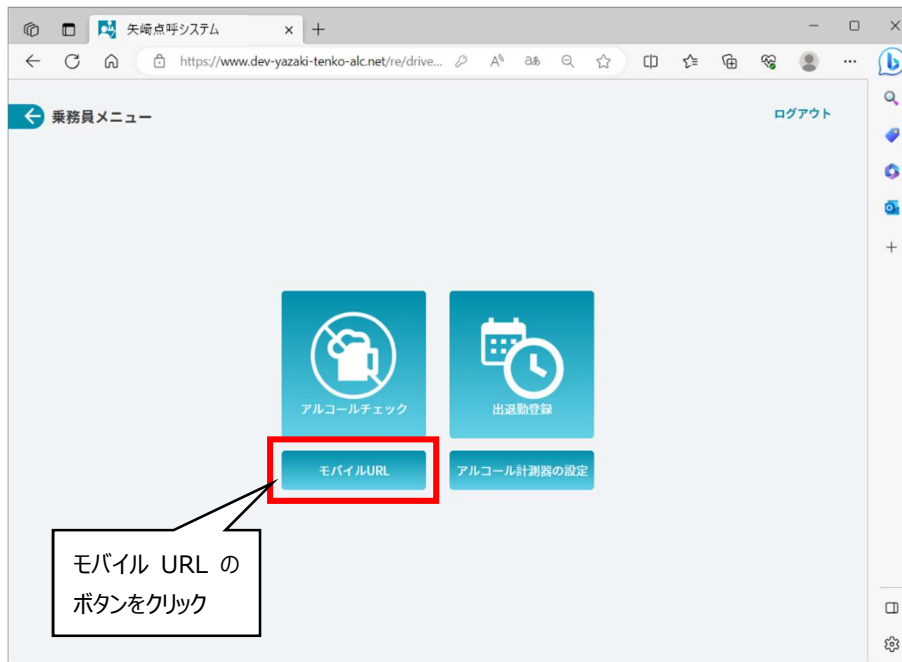 矢崎点呼システム
https://www.dev-yazaki-tenko-alc.net/re/drive...
乗務員メニュー
ログアウト
アルコールチェック
出退勤登録
モバイルURL
アルコール計測器の設定
モバイル URL の
ボタンをクリック